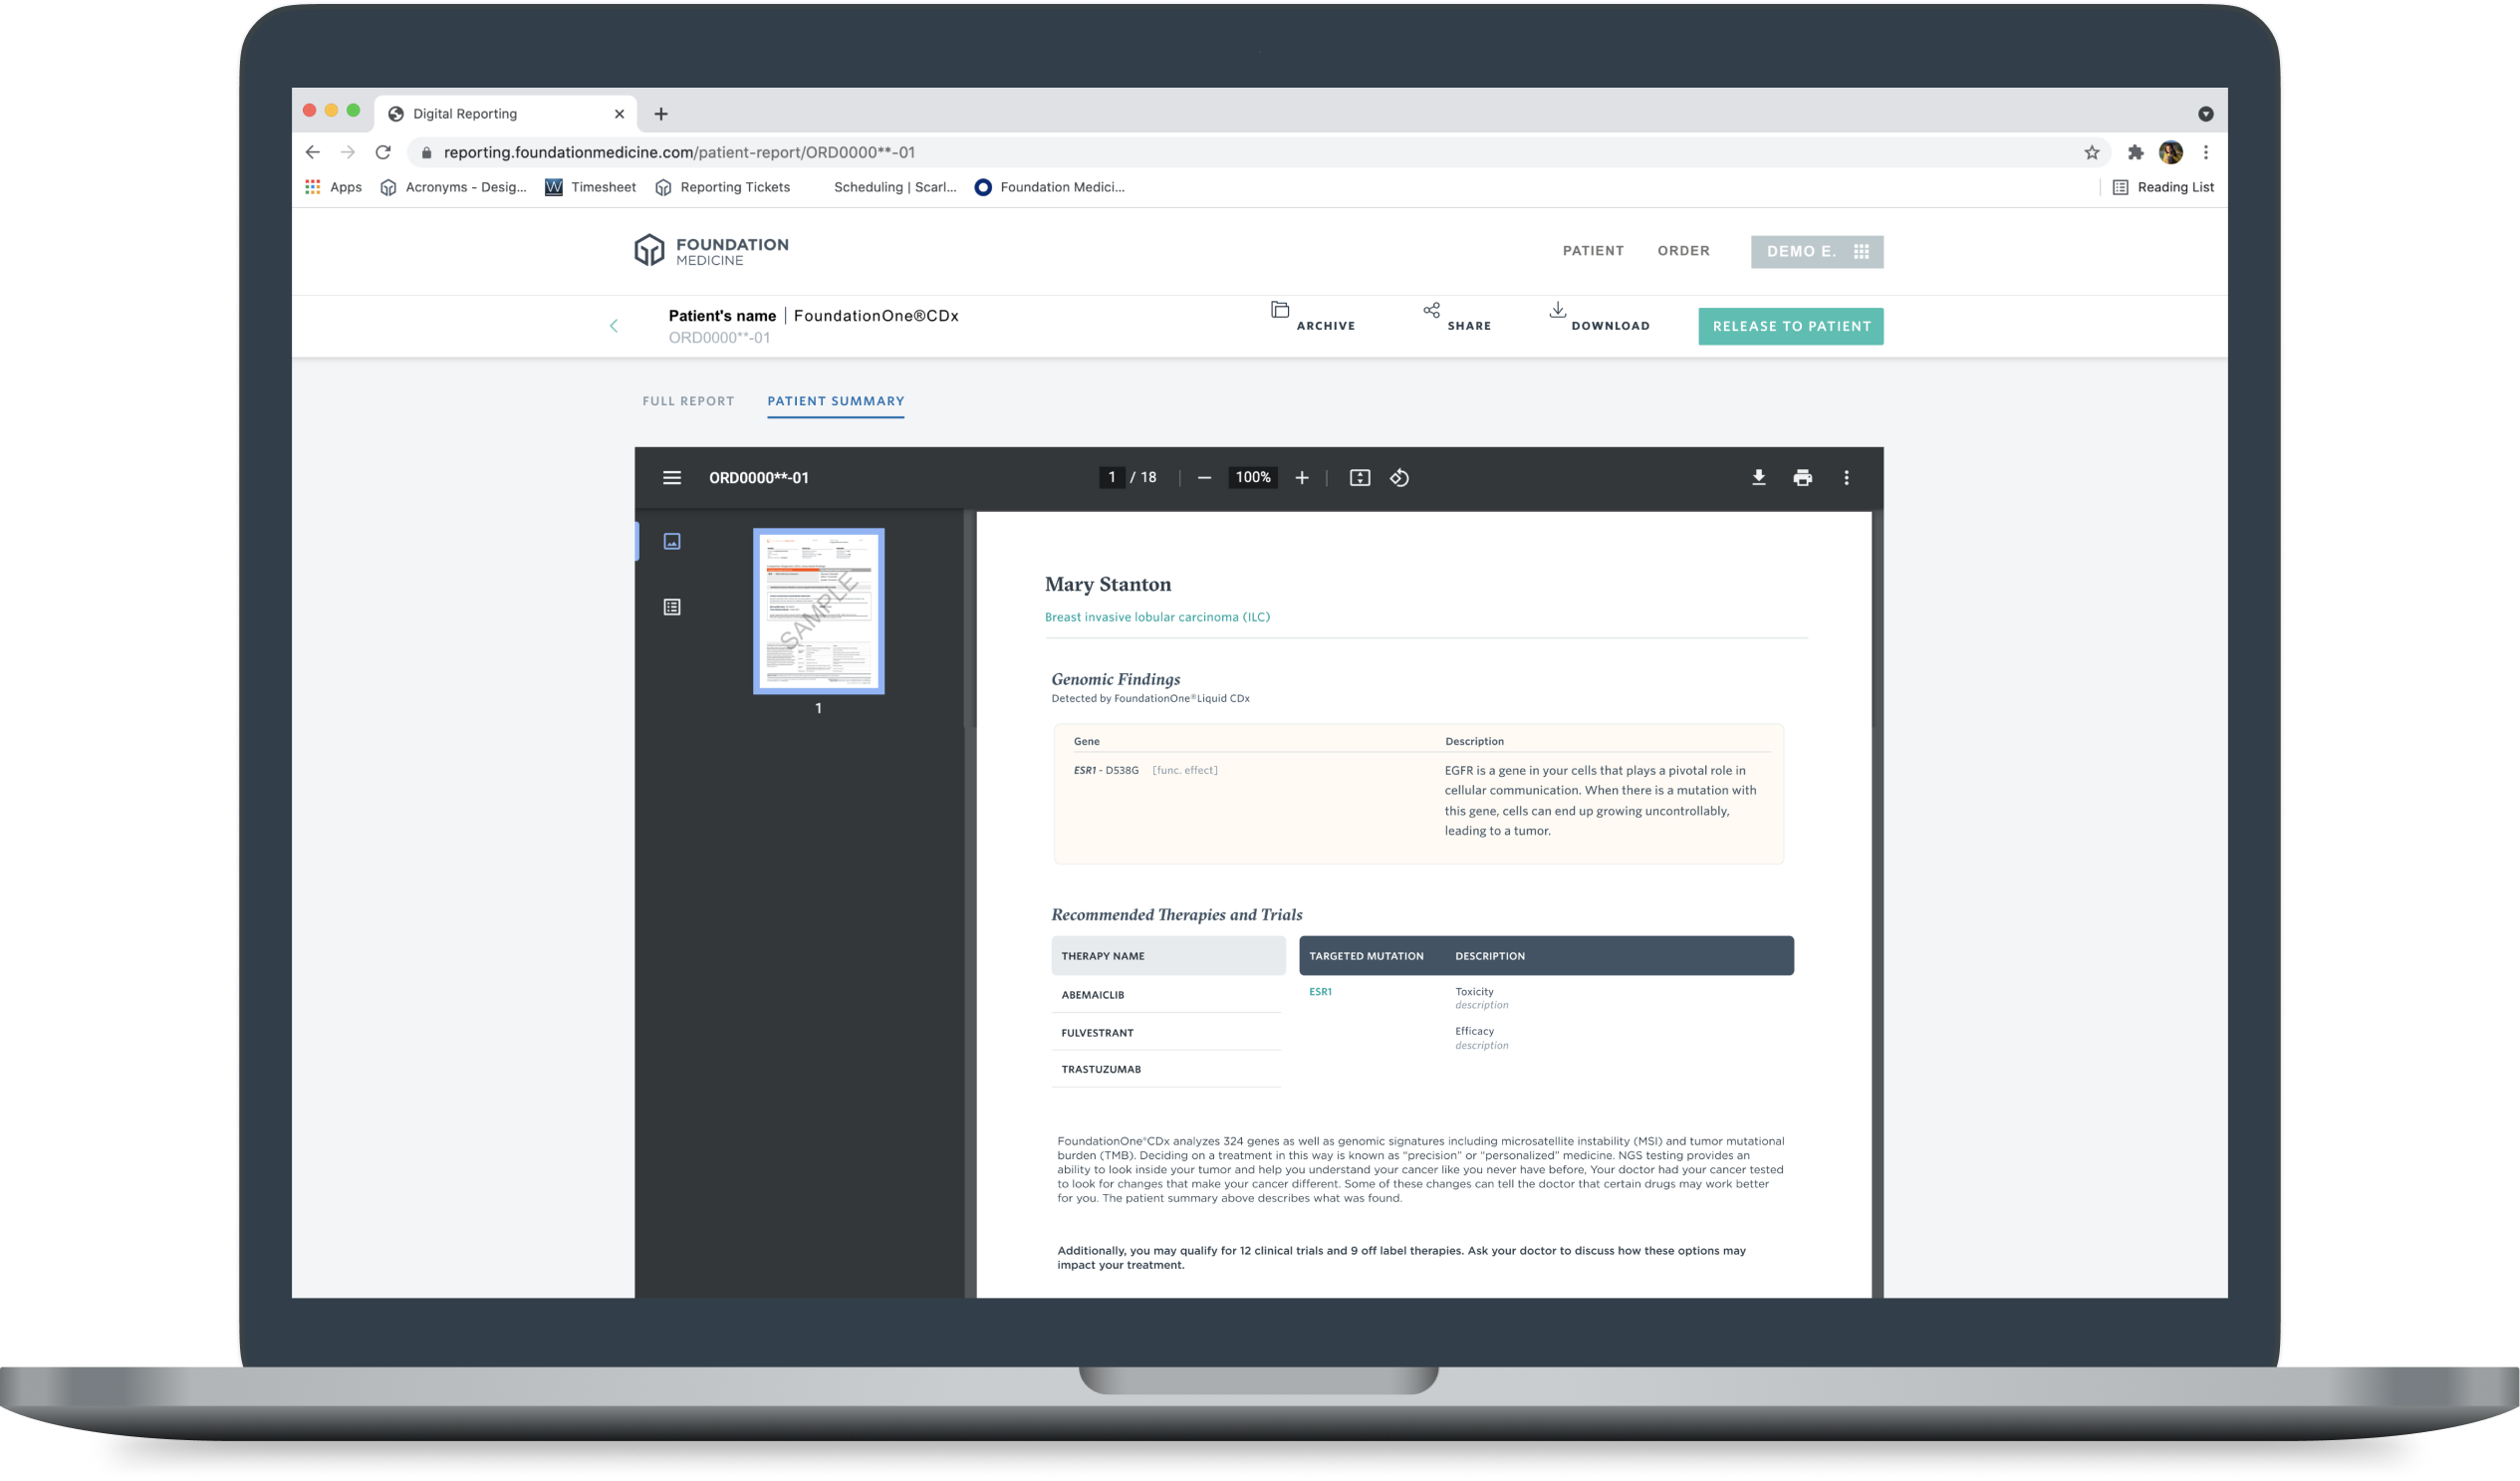 Digital Reporting
reporting.foundationmedicine.com/patient-report/ORD0000**-01
Apps Acronyms - Desig... Timesheet Reporting Tickets Scheduling | Scarl... Foundation Medici... Reading List
FOUNDATION
MEDICINE
PATIENT ORDER DEMO E.
Patient's name | FoundationOne®CDx
ORD0000**-01
ARCHIVE SHARE DOWNLOAD RELEASE TO PATIENT
FULL REPORT PATIENT SUMMARY
ORD0000**-01 1 / 18 100%
SAMPLE
1
Mary Stanton
Breast invasive lobular carcinoma (ILC)
Genomic Findings
Detected by FoundationOne®Liquid CDx
Gene Description
ESR1 - D538G [func. effect] EGFR is a gene in your cells that plays a pivotal role in
cellular communication. When there is a mutation with
this gene, cells can end up growing uncontrollably,
leading to a tumor.
Recommended Therapies and Trials
THERAPY NAME TARGETED MUTATION DESCRIPTION
ABEMAICLIB ESR1 Toxicity
description
FULVESTRANT Efficacy
description
TRASTUZUMAB
FoundationOne®CDx analyzes 324 genes as well as genomic signatures including microsatellite instability (MSI) and tumor mutational
burden (TMB). Deciding on a treatment in this way is known as “precision” or “personalized” medicine. NGS testing provides an
ability to look inside your tumor and help you understand your cancer like you never have before, Your doctor had your cancer tested
to look for changes that make your cancer different. Some of these changes can tell the doctor that certain drugs may work better
for you. The patient summary above describes what was found.
Additionally, you may qualify for 12 clinical trials and 9 off label therapies. Ask your doctor to discuss how these options may
impact your treatment.